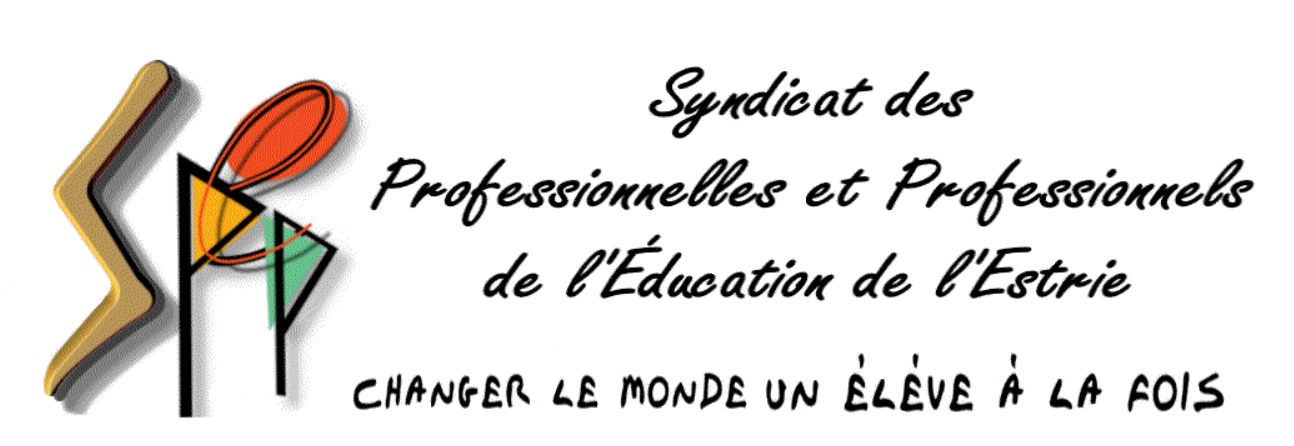 Syndicat des
Professionnelles et Professionnels
de l'Éducation de l'Estrie
CHANGER LE MONDE UN ÉLÈVE À LA FOIS